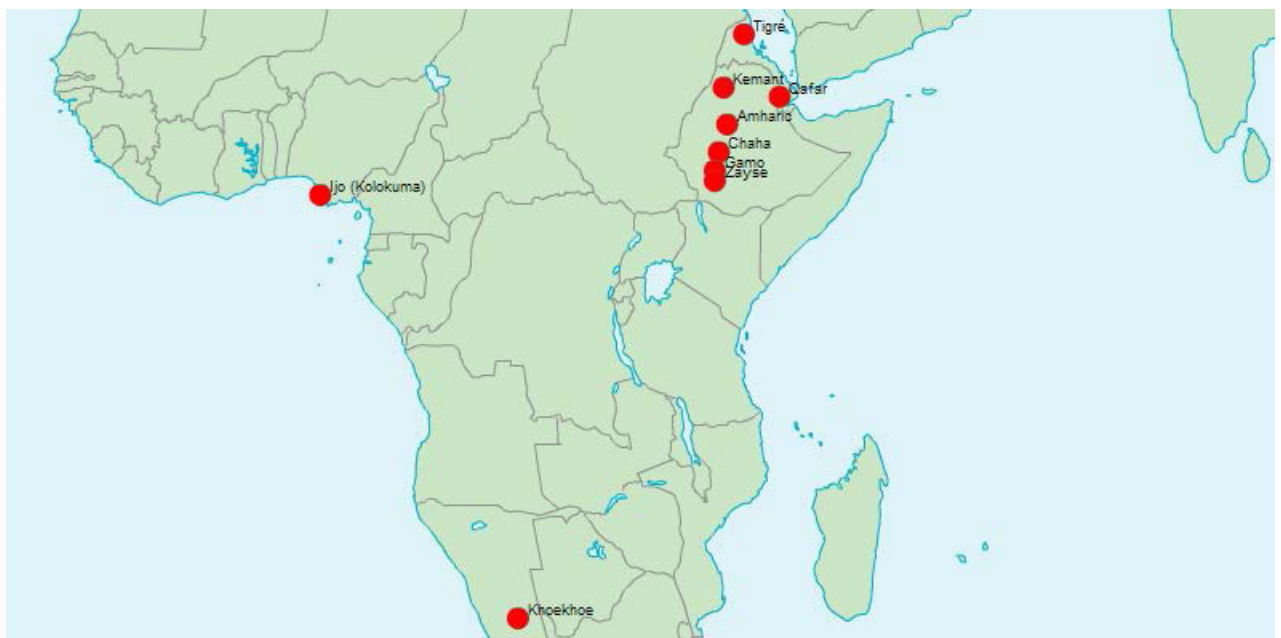 Tigré
Kemant
Qafar
Amharic
Chaha
Gamo
Zayse
Ijo (Kolokuma)
Khoekhoe